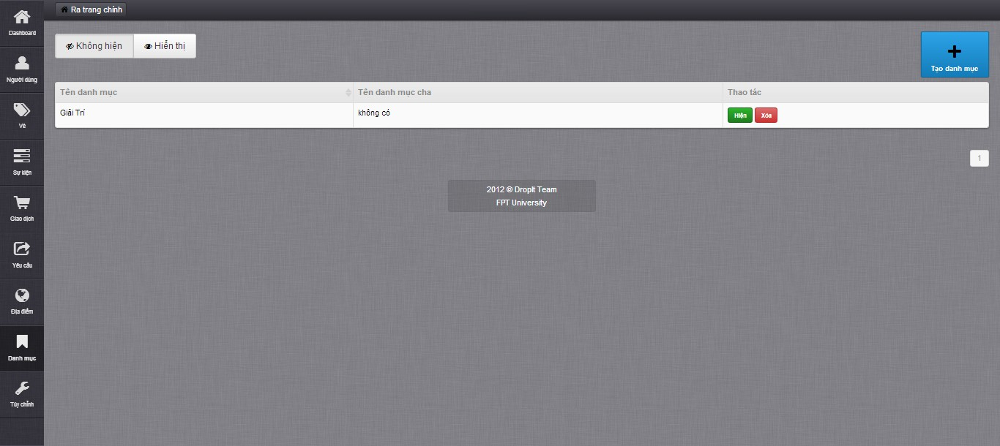 Ra trang chính
Dashboard
Người dùng
Vé
Sự kiện
Giao dịch
Yêu cầu
Địa điểm
Danh mục
Tùy chỉnh
Không hiện
Hiển thị
Tạo danh mục
Tên danh mục
Tên danh mục cha
Thao tác
Giải Trí
không có
Hiện
Xóa
1
2012 © DropIt Team
FPT University